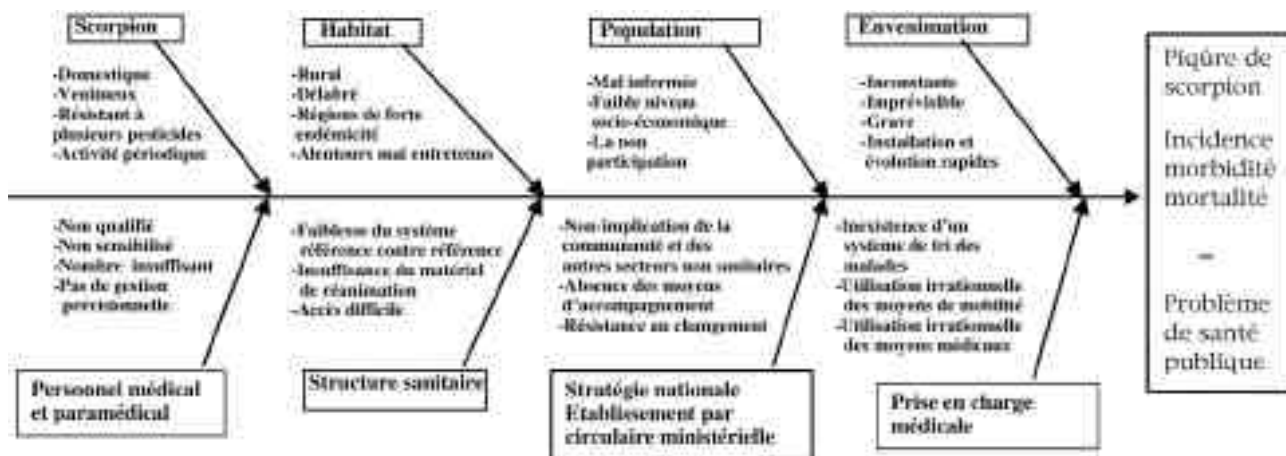 Scorpion
-Domestique
-Venimeux
-Résistant à
plusieurs pesticides
-Activité périodique
Habitat
-Rural
-Délabré
-Régions de forte
endémicité
-Alentours mal entretenus
Population
-Mal informée
-Faible niveau
socio-économique
-La non
participation
Envenimation
-Inconstante
-Imprévisible
-Grave
-Installation et
évolution rapides
Piqûre de
scorpion
Incidence
morbidité
mortalité
=
Problème
de santé
publique
-Non qualifié
-Non sensibilisé
-Nombre insuffisant
-Pas de gestion
prévisionnelle
Personnel médical
et paramédical
-Faiblesse du système
référence contre référence
-Insuffisance du matériel
de réanimation
-Accès difficile
Structure sanitaire
-Non-implication de la
communauté et des
autres secteurs non sanitaires
-Absence des moyens
d'accompagnement
-Résistance au changement
Stratégie nationale
Etablissement par
circulaire ministérielle
-Inexistence d'un
système de tri des
malades
-Utilisation irrationnelle
des moyens de mobilité
-Utilisation irrationnelle
des moyens médicaux
Prise en charge
médicale